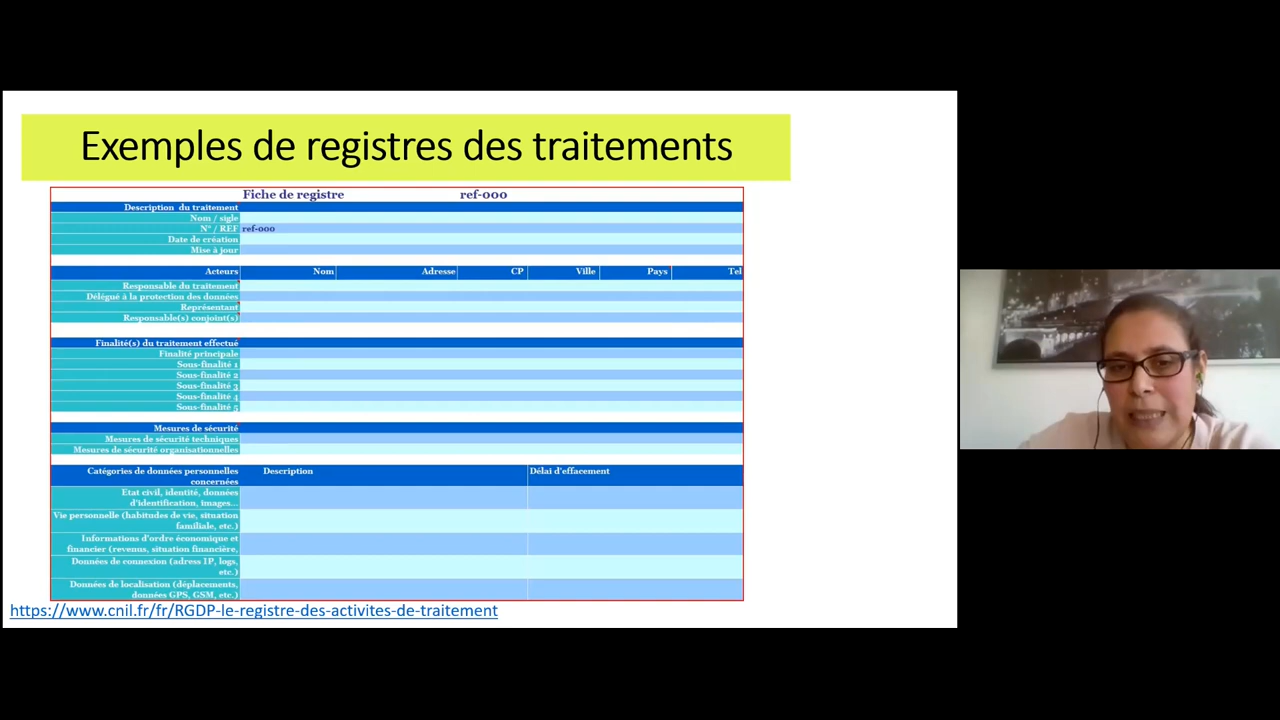 Exemples de registres des traitements
Fiche de registre ref-000
Description du traitement
Nom / sigle
N° / REF ref-000
Date de création
Mise à jour
Acteurs Nom Adresse CP Ville Pays Tel
Responsable du traitement
Délégué à la protection des données
Représentant
Responsable(s) conjoint(s)
Finalité(s) du traitement effectué
Finalité principale
Sous-finalité 1
Sous-finalité 2
Sous-finalité 3
Sous-finalité 4
Sous-finalité 5
Mesures de sécurité
Mesures de sécurité techniques
Mesures de sécurité organisationnelles
Catégories de données personnelles Description Délai d'effacement
concernées
Etat civil, identité, données
d'identification, images...
Vie personnelle (habitudes de vie, situation
familiale, etc.)
Informations d'ordre économique et
financier (revenus, situation financière,
Données de connexion (adress IP, logs,
etc.)
Données de localisation (déplacements,
données GPS, GSM, etc.)
https://www.cnil.fr/fr/RGDP-le-registre-des-activites-de-traitement